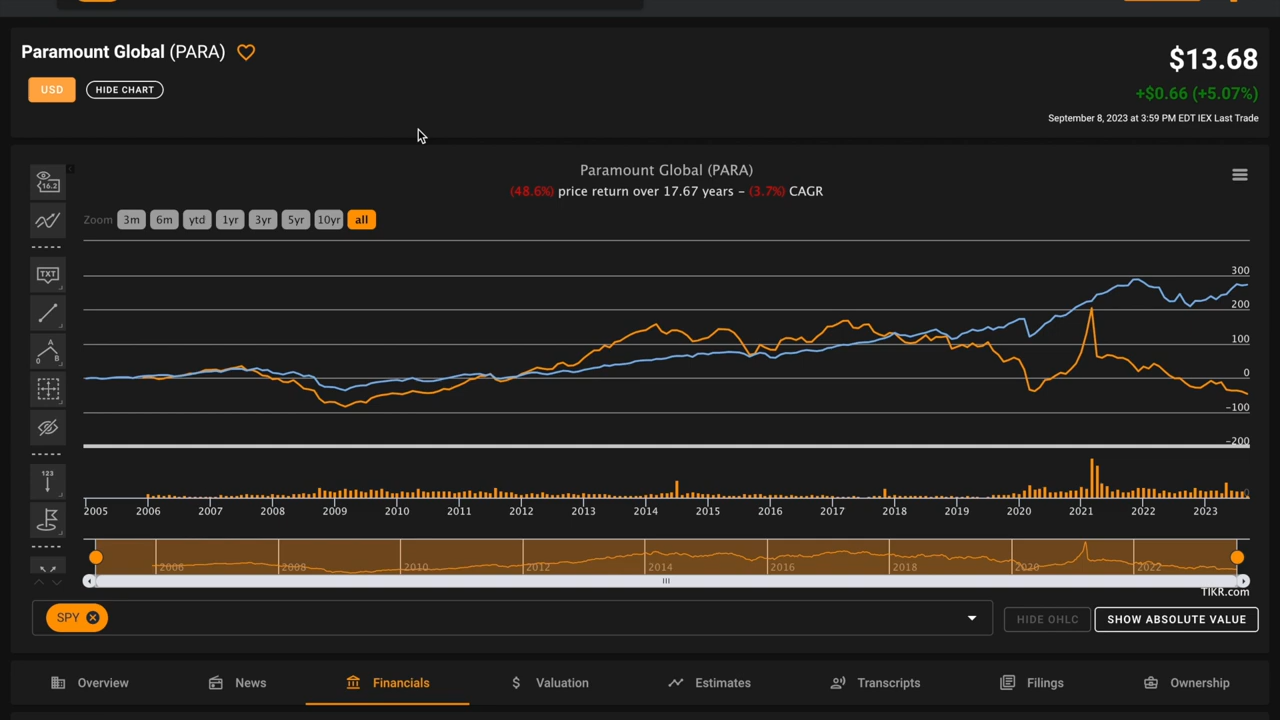 Paramount Global (PARA)
$13.68
USD
HIDE CHART
+$0.66 (+5.07%)
September 8, 2023 at 3:59 PM EDT IEX Last Trade
Paramount Global (PARA)
(48.6%) price return over 17.67 years – (3.7%) CAGR
16.2
Zoom 3m 6m ytd 1yr 3yr 5yr 10yr all
TXT
300
200
100
0
-100
-200
A
0 B
123
0
2005 2006 2007 2008 2009 2010 2011 2012 2013 2014 2015 2016 2017 2018 2019 2020 2021 2022 2023
2006 2008 2010 2012 2014 2016 2018 2020 2022
TIKR.com
SPY
HIDE OHLC
SHOW ABSOLUTE VALUE
Overview News Financials $ Valuation Estimates Transcripts Filings Ownership